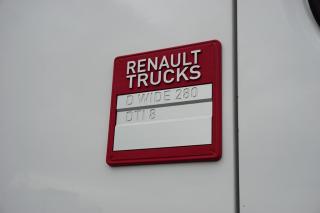 RENAULT
TRUCKS
D WIDE 280
DTI 8